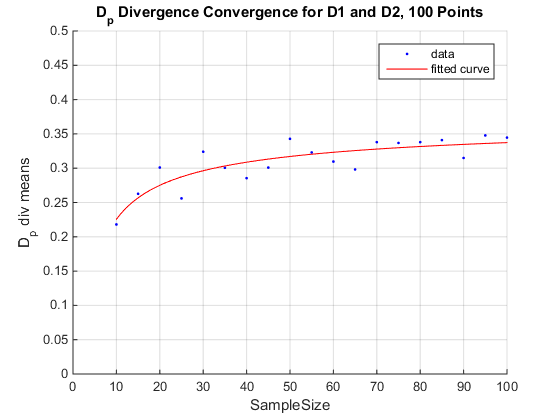 D_p Divergence Convergence for D1 and D2, 100 Points
data
fitted curve
0.5
0.45
0.4
0.35
0.3
0.25
0.2
0.15
0.1
0.05
0
D_p div means
0 10 20 30 40 50 60 70 80 90 100
SampleSize